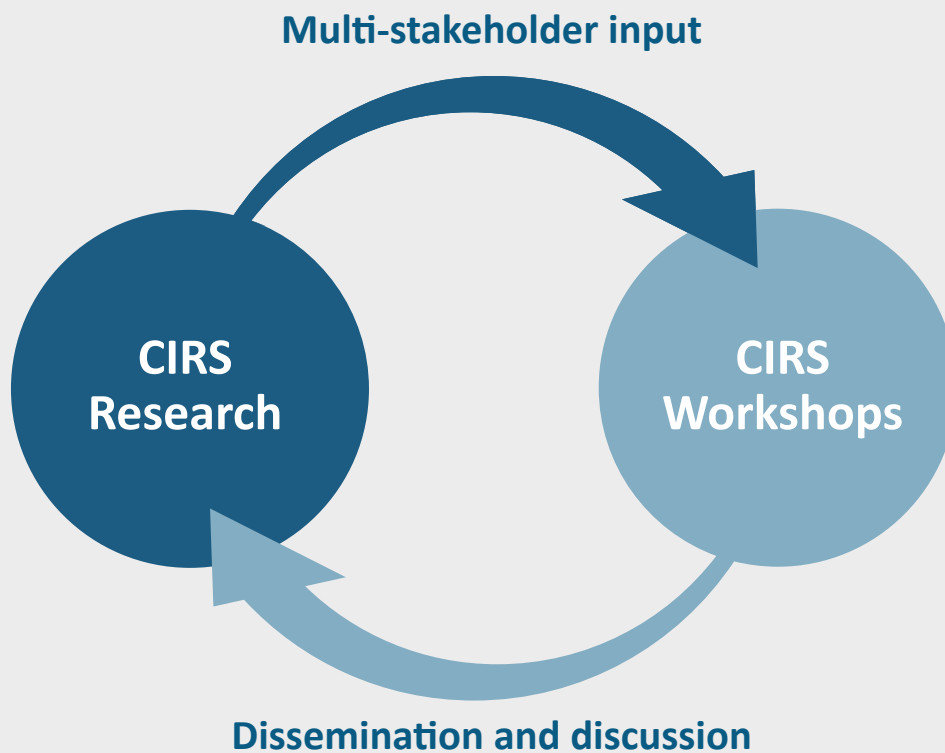 Multi-stakeholder input
CIRS
Research
CIRS
Workshops
Dissemination and discussion